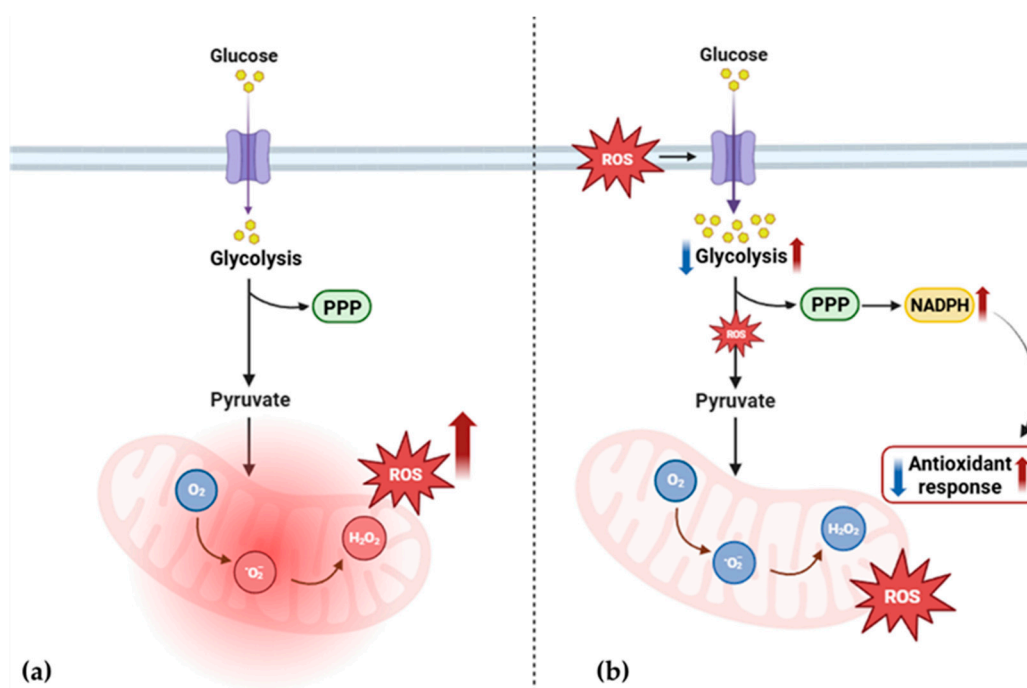 Glucose
Glycolysis
PPP
Pyruvate
ROS
O₂
·O₂⁻
H₂O₂
(a)
Glucose
ROS
Glycolysis
PPP
NADPH
ROS
Pyruvate
Antioxidant
response
O₂
·O₂⁻
H₂O₂
ROS
(b)